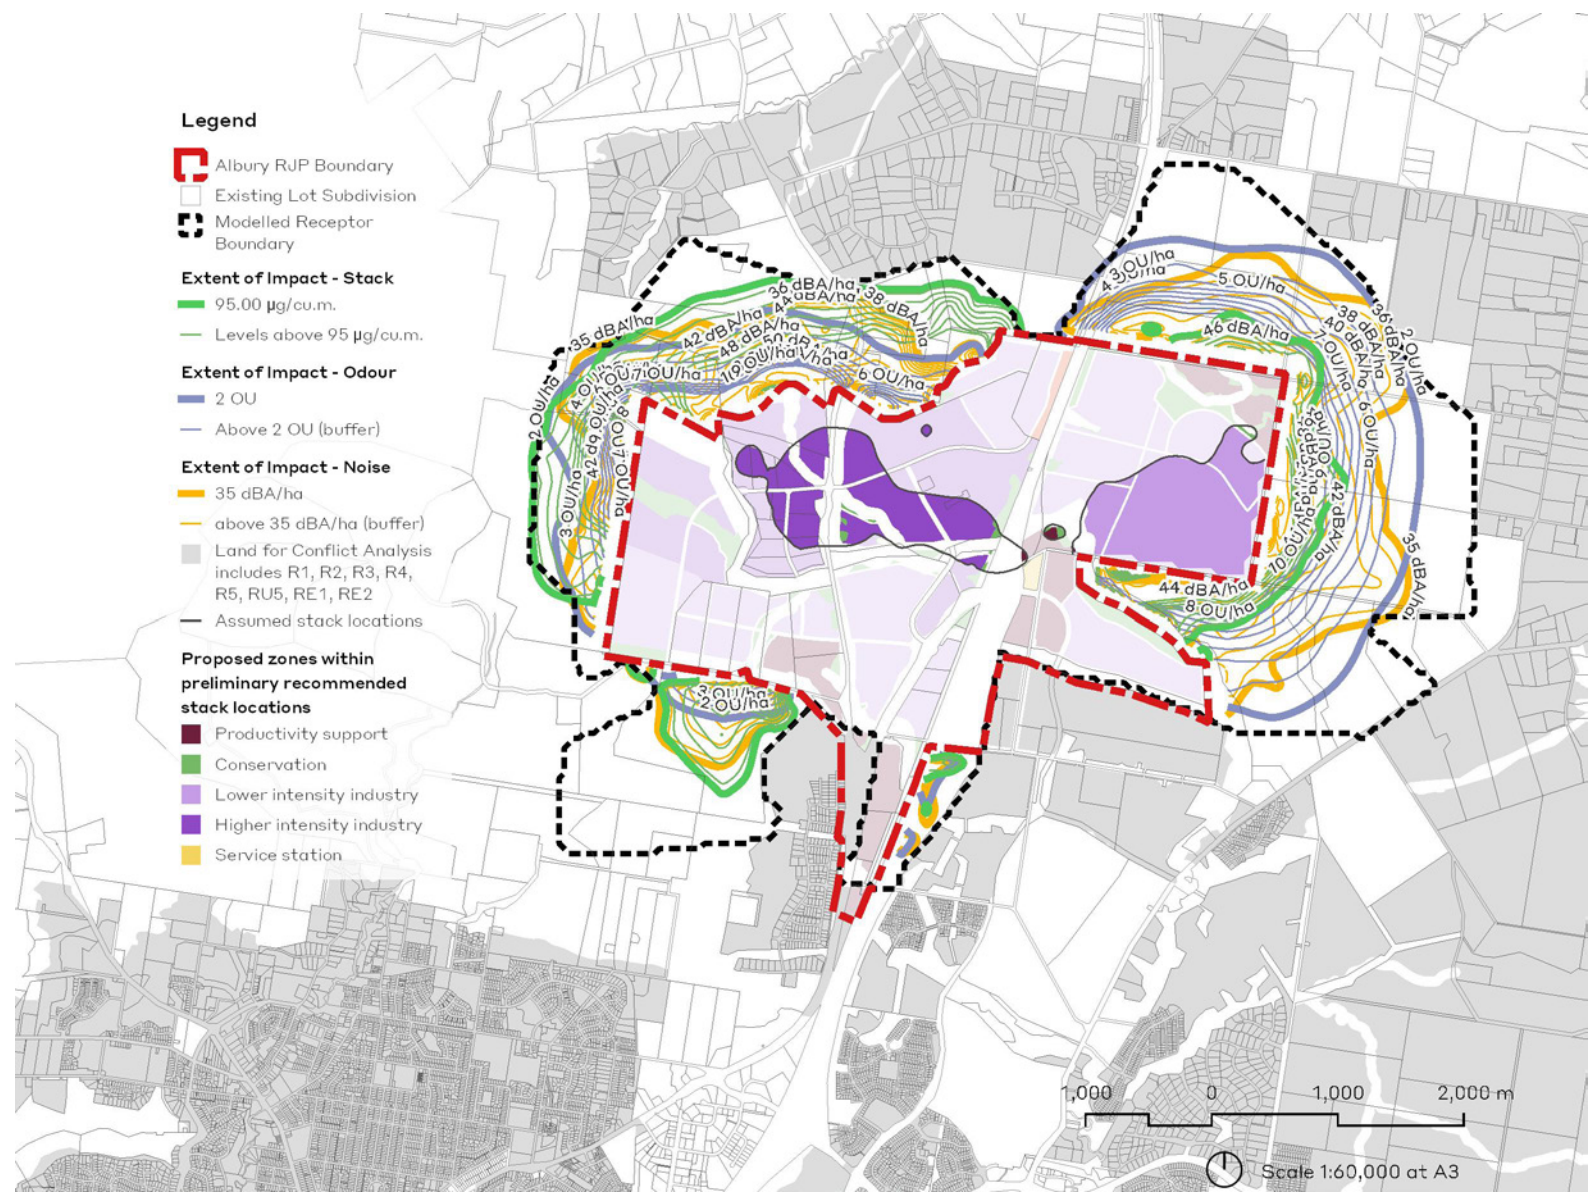 Legend
Albury RJP Boundary
Existing Lot Subdivision
Modelled Receptor
Boundary
Extent of Impact - Stack
95.00 µg/cu.m.
Levels above 95 µg/cu.m.
Extent of Impact - Odour
2 OU
Above 2 OU (buffer)
Extent of Impact - Noise
35 dBA/ha
above 35 dBA/ha (buffer)
Land for Conflict Analysis
includes R1, R2, R3, R4,
R5, RU5, RE1, RE2
Assumed stack locations
Proposed zones within
preliminary recommended
stack locations
Productivity support
Conservation
Lower intensity industry
Higher intensity industry
Service station
36 dBA/ha
44 dBA/ha
38 dBA/ha
35 dBA/ha
42 dBA/ha
48 dBA/ha
50 dBA/ha
6 OU/ha
2 OU/ha
3 OU/ha
3 OU/ha
2 OU/ha
3 OU/ha
5 OU/ha
46 dBA/ha
38 dBA/ha
36 dBA/ha
40 dBA/ha
2 OU/ha
7 OU/ha
6 OU/ha
42 dBA/ha
10 OU/ha
35 dBA/ha
44 dBA/ha
8 OU/ha
1,000
0
1,000
2,000 m
Scale 1:60,000 at A3